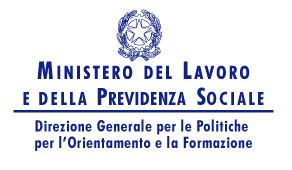 MINISTERO DEL LAVORO
E DELLA PREVIDENZA SOCIALE
Direzione Generale per le Politiche
per l'Orientamento e la Formazione